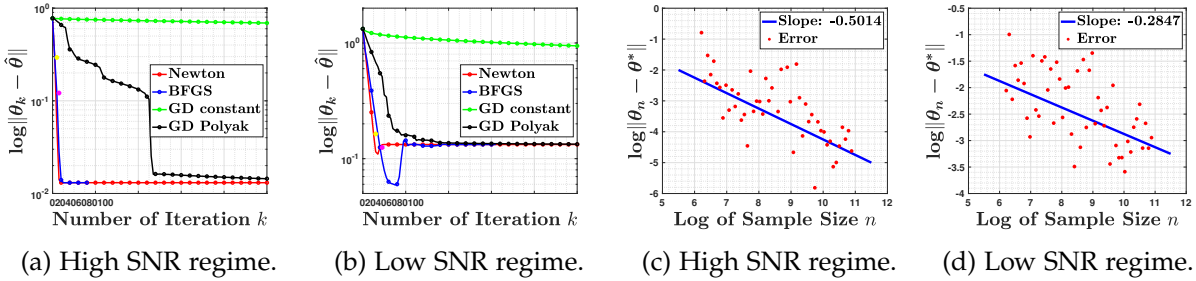 10^0
10^-1
10^-2
log||θ_k − θ̂||
Newton
BFGS
GD constant
GD Polyak
020406080100
Number of Iteration k
(a) High SNR regime.
10^0
10^-1
log||θ_k − θ̂||
Newton
BFGS
GD constant
GD Polyak
020406080100
Number of Iteration k
(b) Low SNR regime.
0
-1
-2
-3
-4
-5
-6
log||θ_n − θ*||
Slope: -0.5014
Error
5 6 7 8 9 10 11 12
Log of Sample Size n
(c) High SNR regime.
-0.5
-1
-1.5
-2
-2.5
-3
-3.5
-4
log||θ_n − θ*||
Slope: -0.2847
Error
5 6 7 8 9 10 11 12
Log of Sample Size n
(d) Low SNR regime.